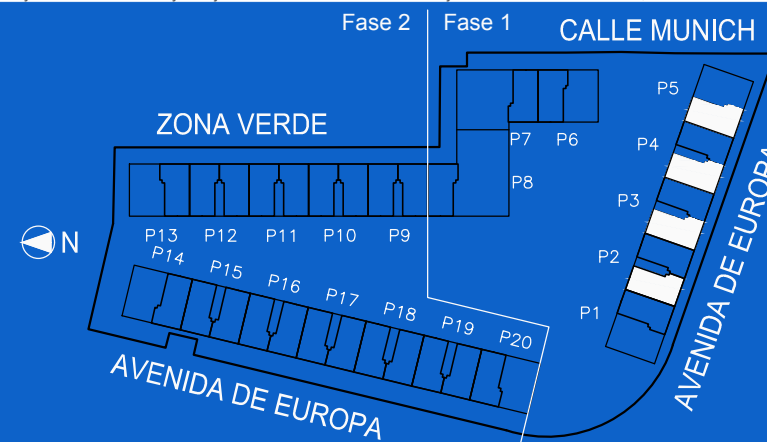 Fase 2
Fase 1
CALLE MUNICH
P5
ZONA VERDE
P7
P6
P4
P8
P3
N
P13
P12
P11
P10
P9
P14
P15
P16
P17
P18
P19
P20
P2
P1
AVENIDA DE EUROPA
AVENIDA DE EUROPA